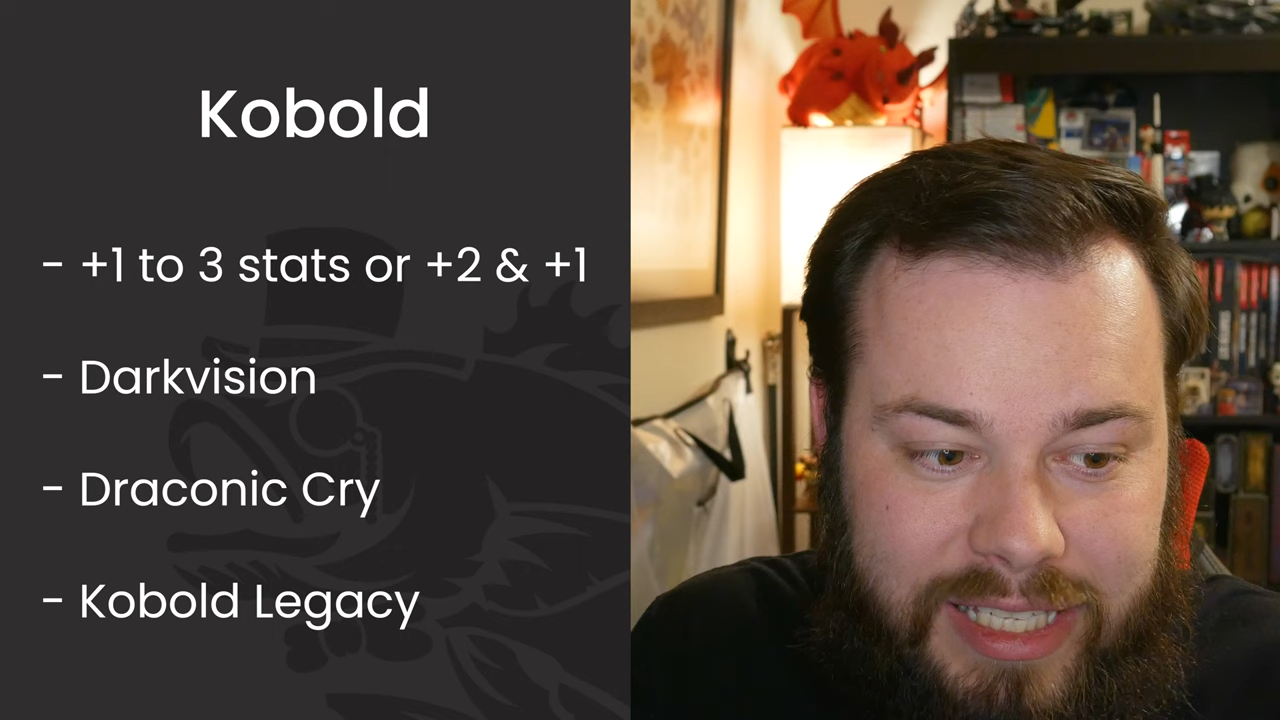 Kobold
- +1 to 3 stats or +2 & +1
- Darkvision
- Draconic Cry
- Kobold Legacy